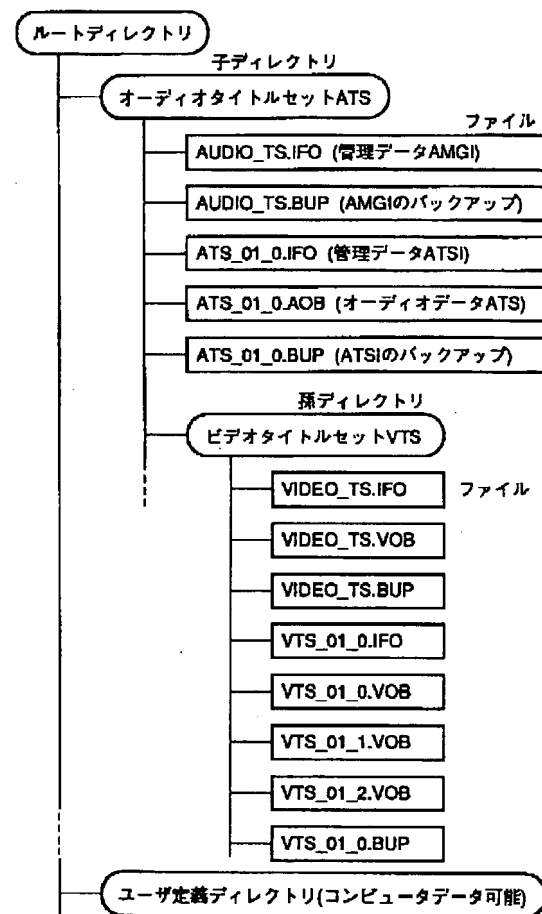 ルートディレクトリ
子ディレクトリ
オーディオタイトルセットATS
ファイル
AUDIO_TS.IFO (管理データAMGI)
AUDIO_TS.BUP (AMGIのバックアップ)
ATS_01_0.IFO (管理データATSI)
ATS_01_0.AOB (オーディオデータATS)
ATS_01_0.BUP (ATSIのバックアップ)
孫ディレクトリ
ビデオタイトルセットVTS
VIDEO_TS.IFO ファイル
VIDEO_TS.VOB
VIDEO_TS.BUP
VTS_01_0.IFO
VTS_01_0.VOB
VTS_01_1.VOB
VTS_01_2.VOB
VTS_01_0.BUP
ユーザ定義ディレクトリ(コンピュータデータ可能)